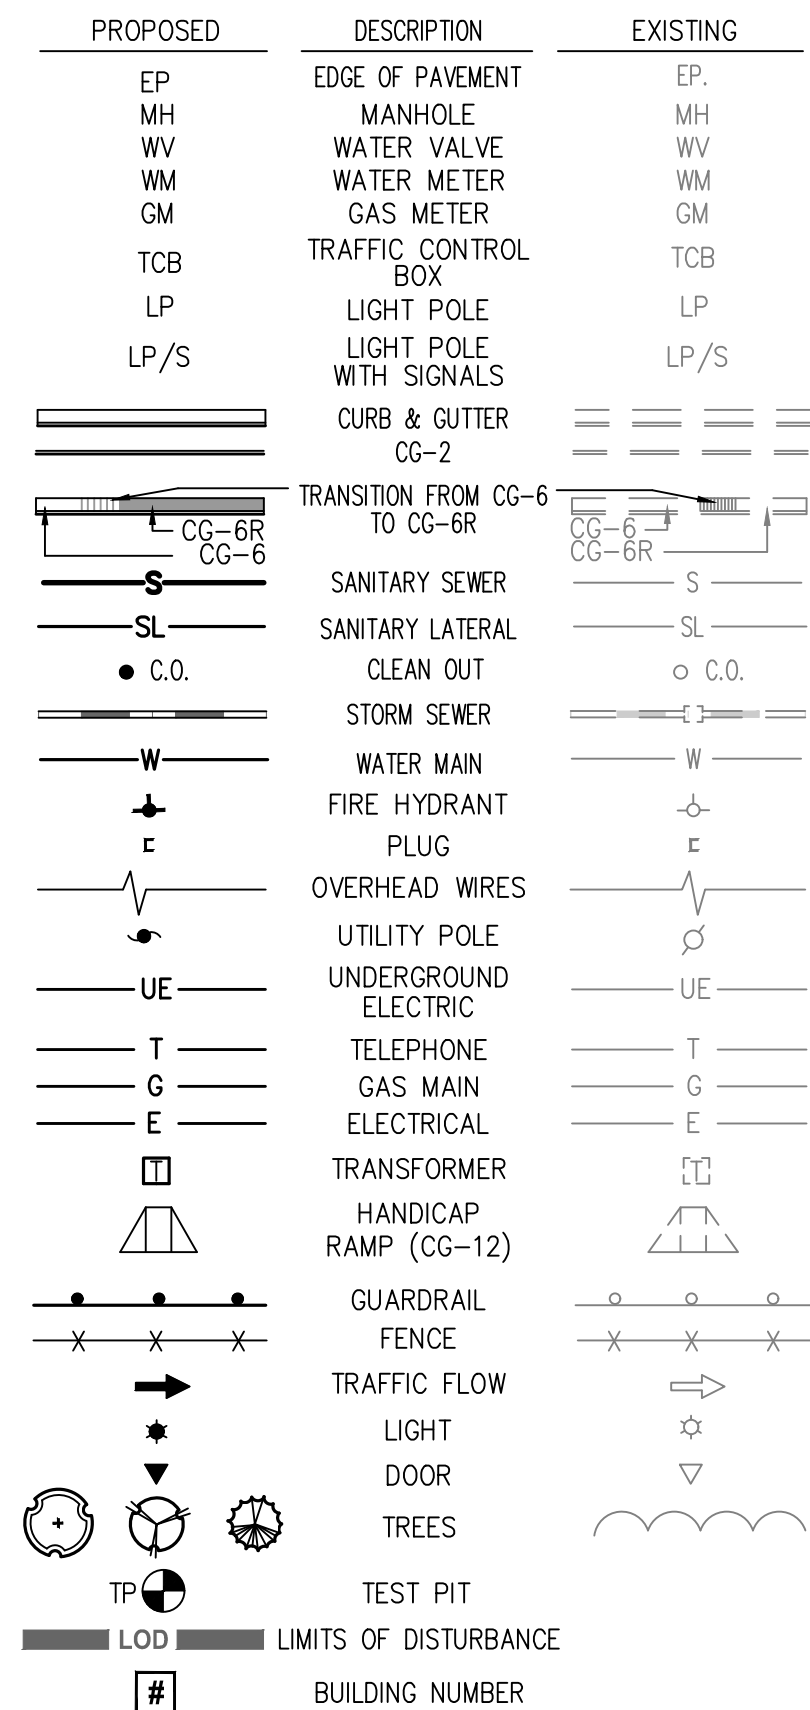 PROPOSED DESCRIPTION EXISTING
EP EDGE OF PAVEMENT EP.
MH MANHOLE MH
WV WATER VALVE WV
WM WATER METER WM
GM GAS METER GM
TCB TRAFFIC CONTROL TCB
BOX
LP LIGHT POLE LP
LP/S LIGHT POLE LP/S
WITH SIGNALS
CURB & GUTTER
CG-2
TRANSITION FROM CG-6
TO CG-6R
CG-6R CG-6
CG-6 CG-6R
S SANITARY SEWER S
SL SANITARY LATERAL SL
C.O. CLEAN OUT C.O.
STORM SEWER
W WATER MAIN W
FIRE HYDRANT
PLUG
OVERHEAD WIRES
UTILITY POLE
UE UNDERGROUND UE
ELECTRIC
T TELEPHONE T
G GAS MAIN G
E ELECTRICAL E
T TRANSFORMER T
HANDICAP
RAMP (CG-12)
GUARDRAIL
FENCE
TRAFFIC FLOW
LIGHT
DOOR
TREES
TP TEST PIT
LOD LIMITS OF DISTURBANCE
# BUILDING NUMBER